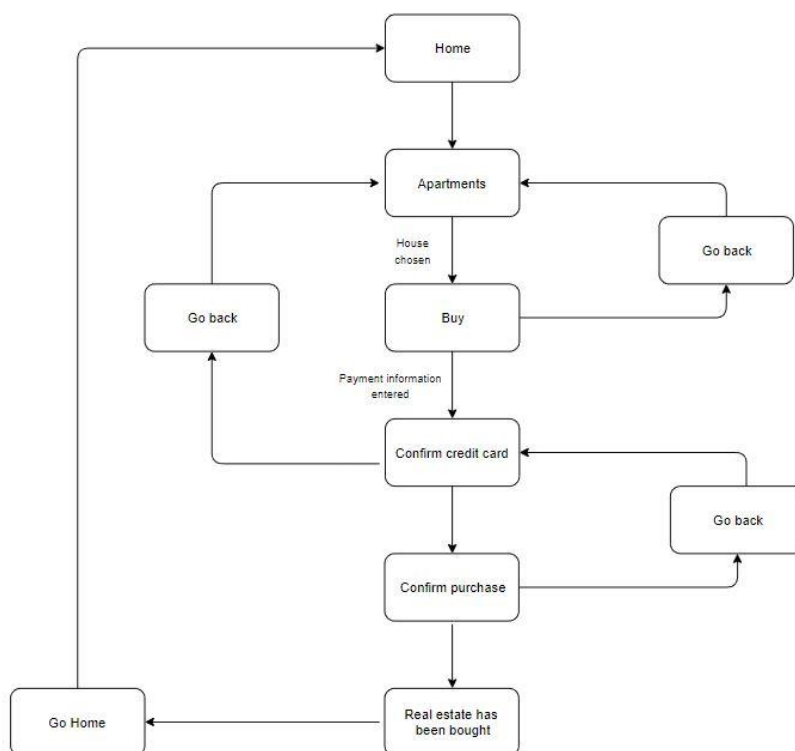 Home
Apartments
House
chosen
Go back
Go back
Buy
Payment information
entered
Confirm credit card
Go back
Confirm purchase
Real estate has
been bought
Go Home